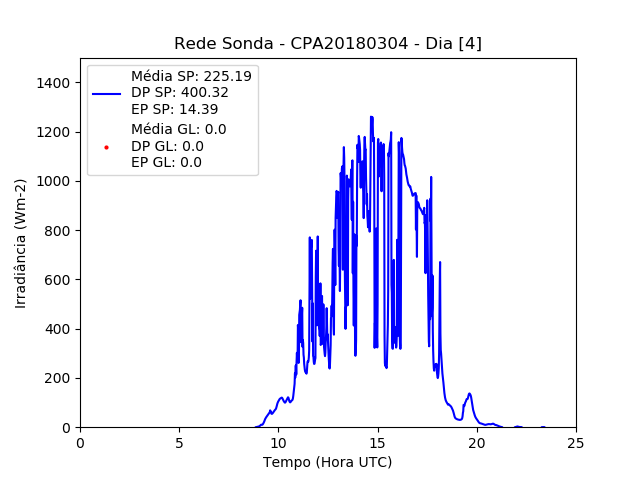 Rede Sonda - CPA20180304 - Dia [4]
Média SP: 225.19
DP SP: 400.32
EP SP: 14.39
Média GL: 0.0
DP GL: 0.0
EP GL: 0.0
1400
1200
1000
800
600
400
200
0
Irradiância (Wm-2)
0 5 10 15 20 25
Tempo (Hora UTC)